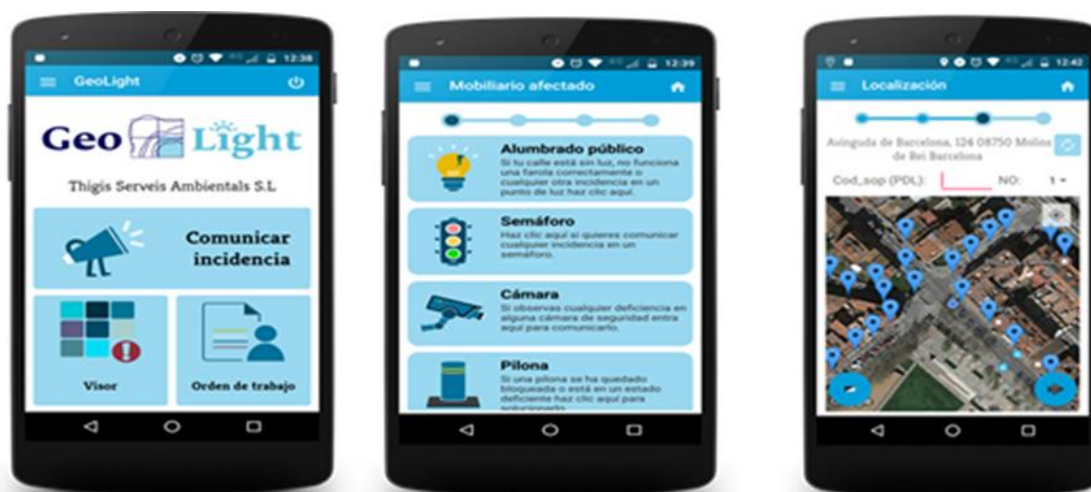 12:38
GeoLight
Geo Light
Thigis Serveis Ambientals S.L
Comunicar
incidencia
Visor
Orden de trabajo
12:39
Mobiliario afectado
Alumbrado público
Si tu calle está sin luz, no funciona
una farola correctamente o
cualquier otra incidencia en un
punto de luz haz clic aquí.
Semáforo
Haz clic aquí si quieres comunicar
cualquier incidencia en un
semáforo.
Cámara
Si observas cualquier deficiencia en
alguna cámara de seguridad entra
aquí para comunicarlo.
Pilona
Si una pilona se ha quedado
bloqueada o está en un estado
deficiente haz clic aquí para
solucionarlo.
4G 12:42
Localización
Avinguda de Barcelona, 124 08750 Molins
de Rei Barcelona
Cod_sop (PDL): NO: 1